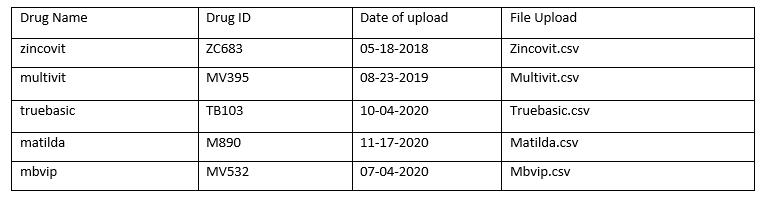 Drug Name Drug ID Date of upload File Upload
zincovit ZC683 05-18-2018 Zincovit.csv
multivit MV395 08-23-2019 Multivit.csv
truebasic TB103 10-04-2020 Truebasic.csv
matilda M890 11-17-2020 Matilda.csv
mbvip MV532 07-04-2020 Mbvip.csv